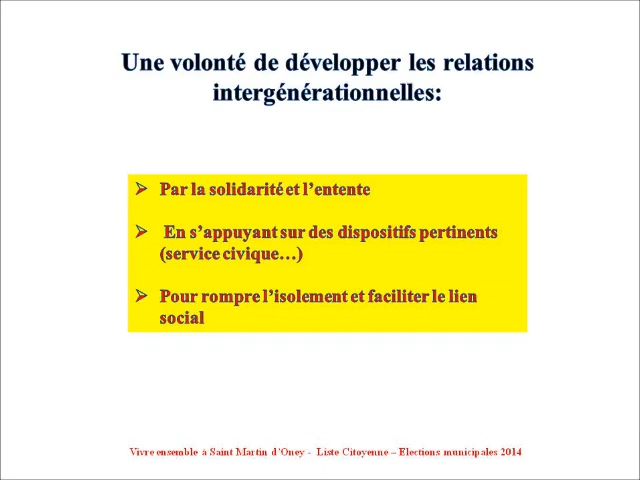 Une volonté de développer les relations
intergénérationnelles:
➢ Par la solidarité et l’entente
➢ En s’appuyant sur des dispositifs pertinents
(service civique…)
➢ Pour rompre l’isolement et faciliter le lien
social
Vivre ensemble à Saint Martin d’Oney - Liste Citoyenne – Elections municipales 2014